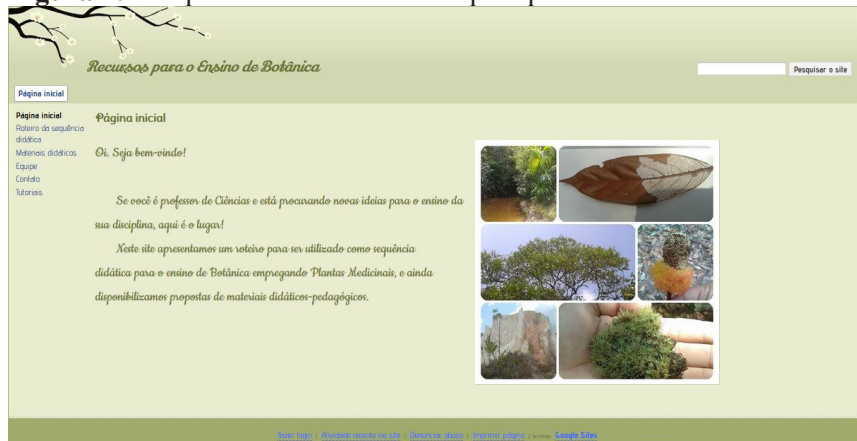 Recursos para o Ensino de Botânica
Pesquisar o site
Página inicial
Página inicial
Roteiro da sequência
didática
Materiais didáticos
Equipe
Contato
Tutoriais
Página inicial
Oi. Seja bem-vindo!
Se você é professor de Ciências e está procurando novas ideias para o ensino da
sua disciplina, aqui é o lugar!
Neste site apresentamos um roteiro para ser utilizado como sequência
didática para o ensino de Botânica empregando Plantas Medicinais, e ainda
disponibilizamos propostas de materiais didáticos-pedagógicos.
Fazer login | Atividade recente no site | Denunciar abuso | Imprimir página | Google Sites